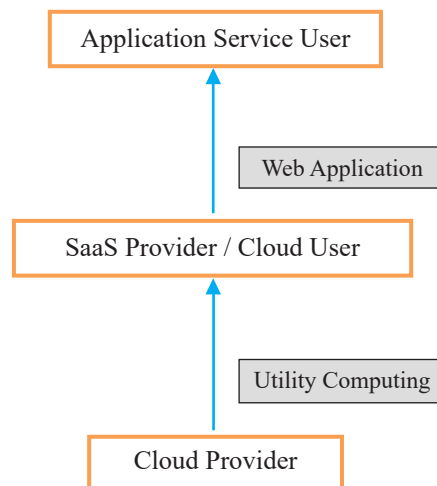 Application Service User
Web Application
SaaS Provider / Cloud User
Utility Computing
Cloud Provider